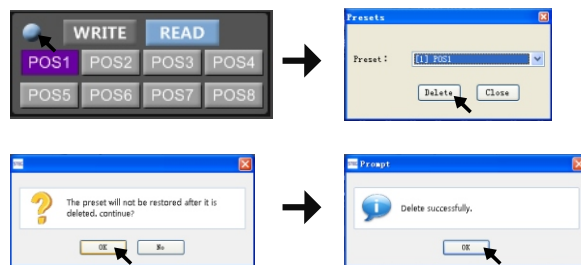 WRITE READ
POS1 POS2 POS3 POS4
POS5 POS6 POS7 POS8
Presets
Preset:
[1] POS1
Delete Close
The preset will not be restored after it is
deleted, continue?
OK No
Prompt
Delete successfully.
OK